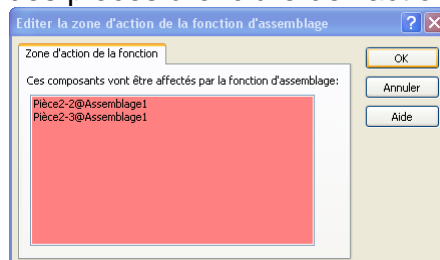 Editer la zone d'action de la fonction d'assemblage
Zone d'action de la fonction
OK
Ces composants vont être affectés par la fonction d'assemblage:
Annuler
Pièce2-2@Assemblage1
Pièce2-3@Assemblage1
Aide